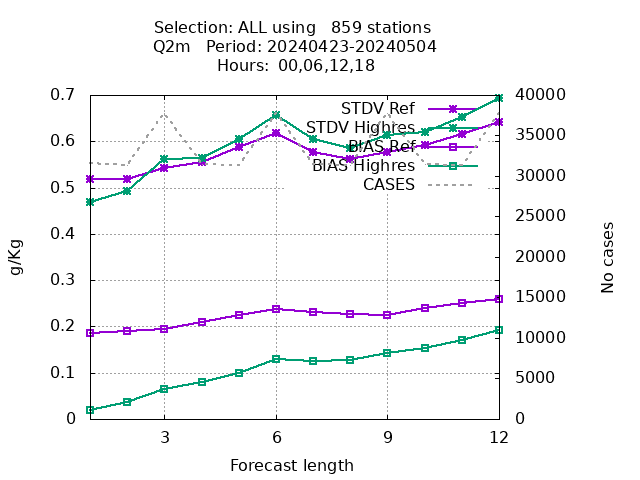 Selection: ALL using   859 stations
Q2m   Period: 20240423-20240504
Hours: 00,06,12,18
0.7
0.6
0.5
0.4
0.3
0.2
0.1
0
g/Kg
STDV Ref
STDV Highres
BIAS Ref
BIAS Highres
CASES
40000
35000
30000
25000
20000
15000
10000
5000
0
No cases
3
6
9
12
Forecast length